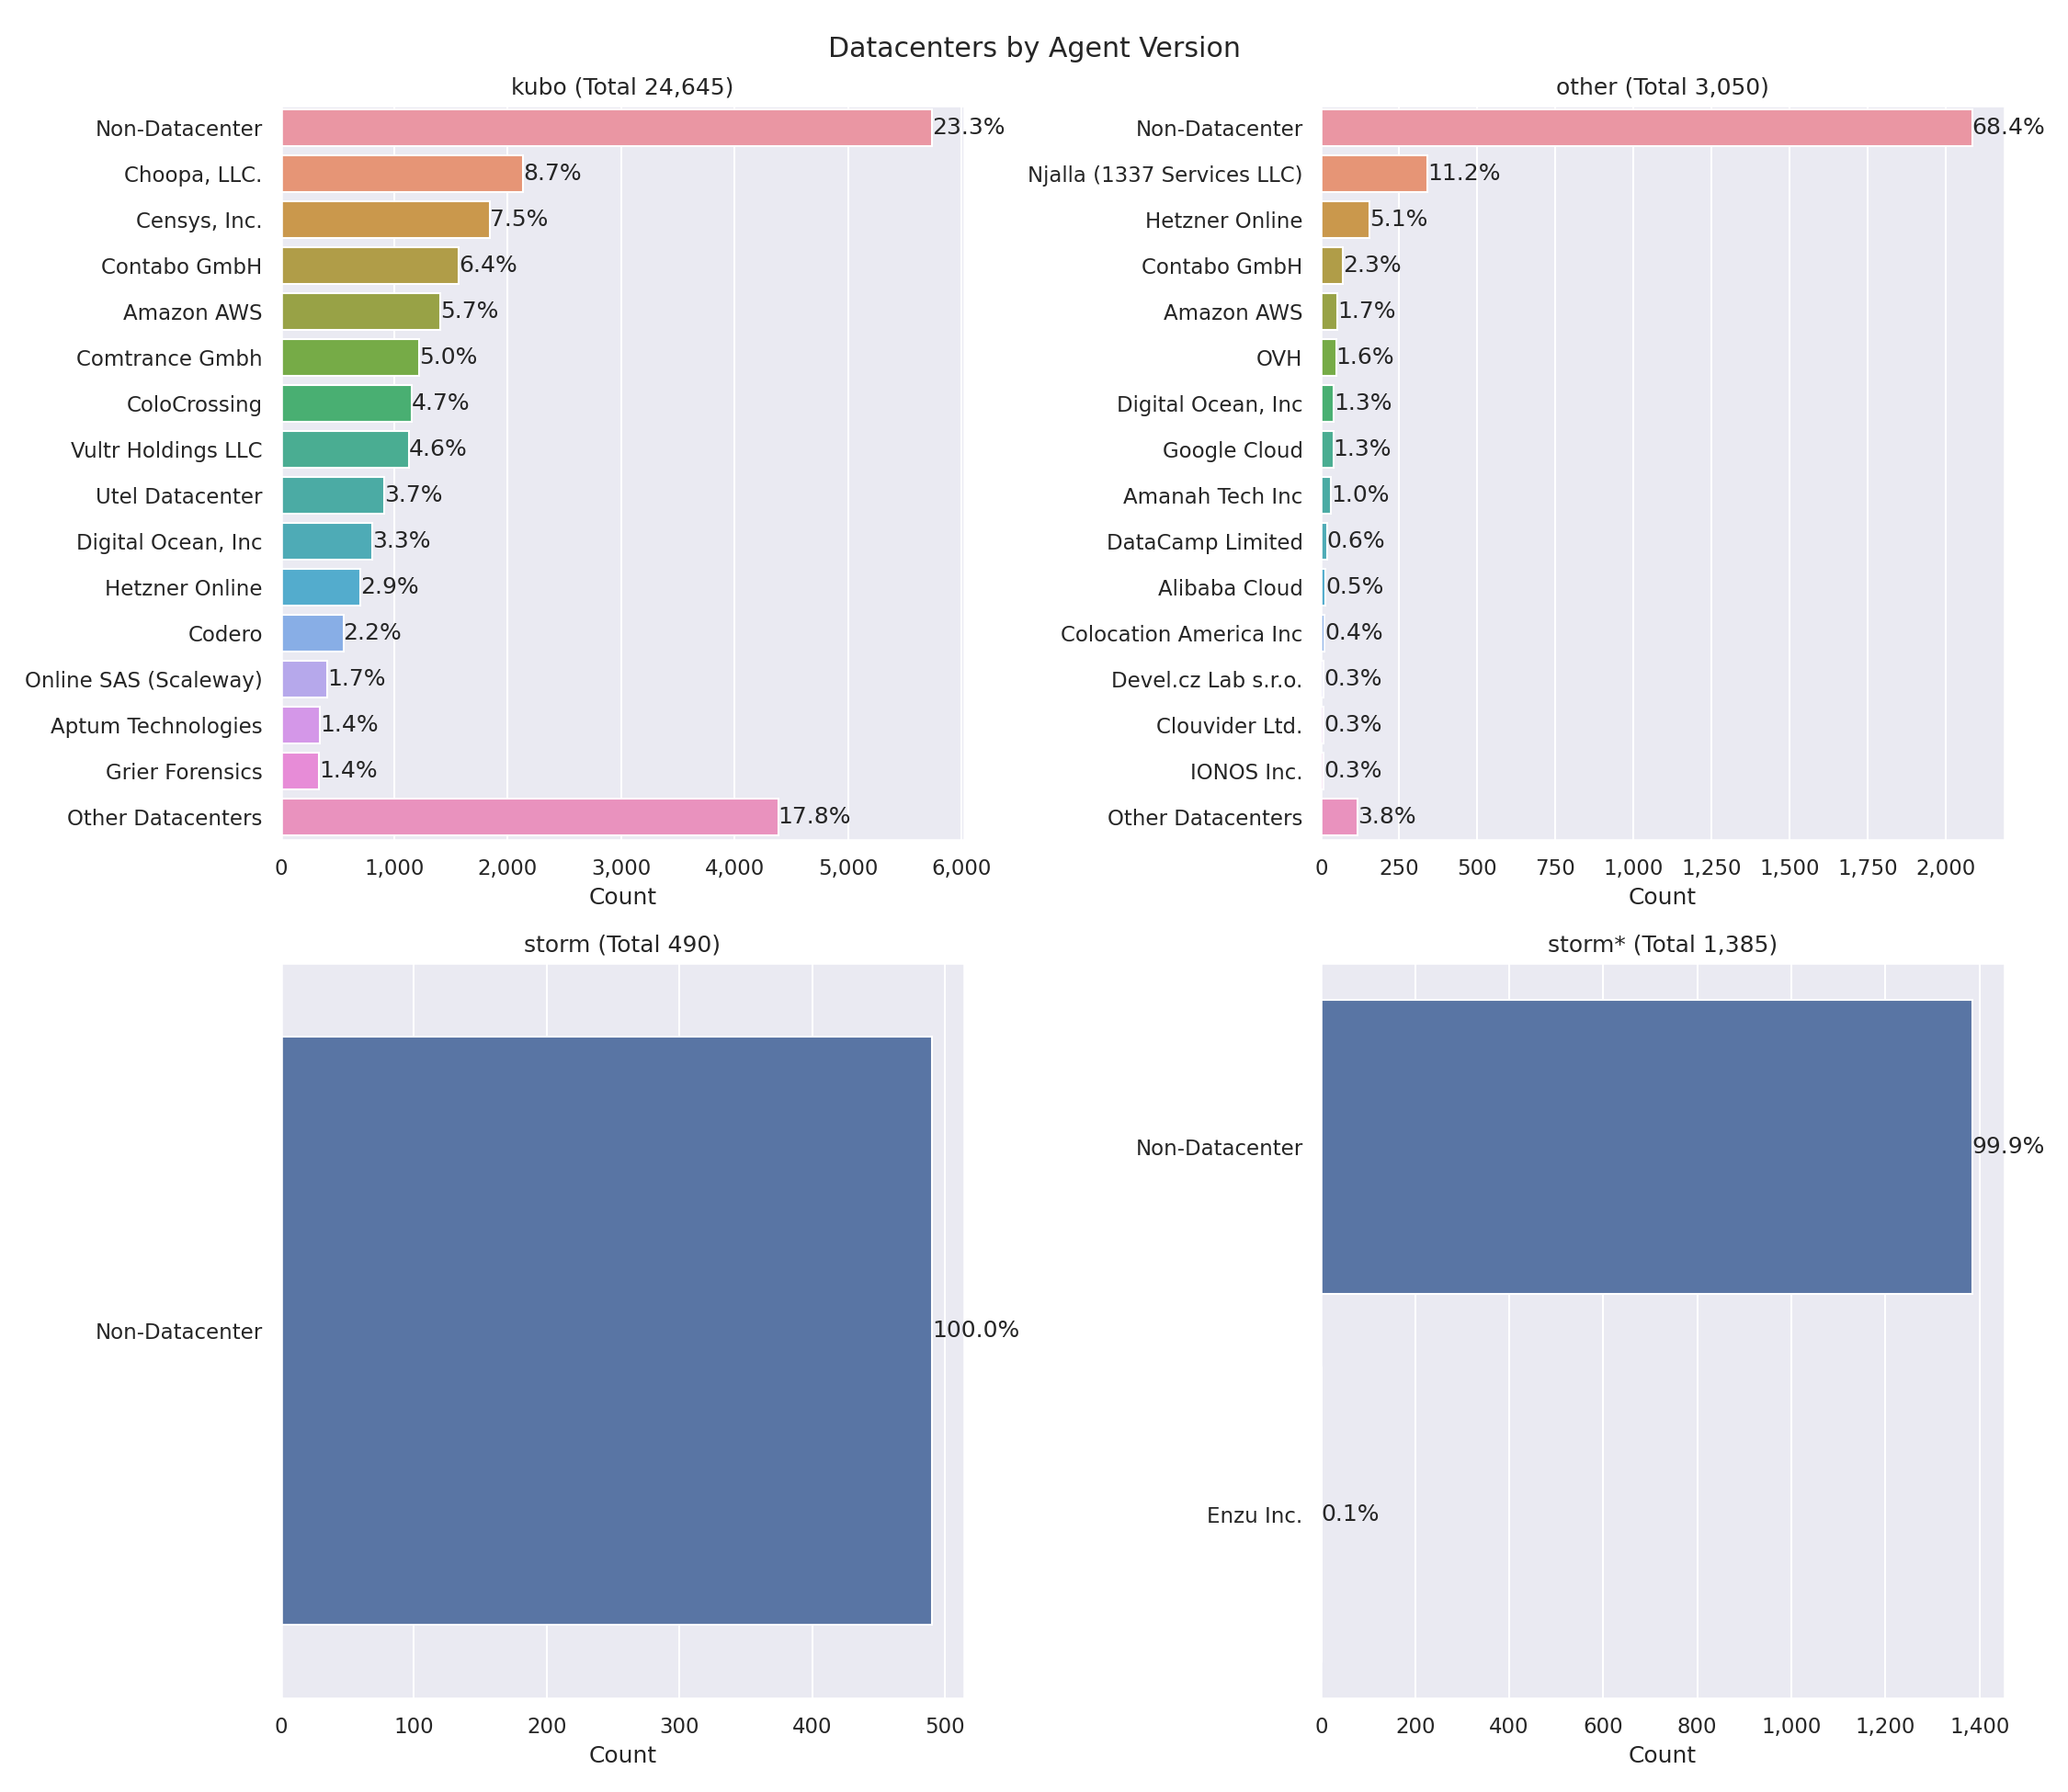 Datacenters by Agent Version
kubo (Total 24,645)
Non-Datacenter 23.3%
Choopa, LLC. 8.7%
Censys, Inc. 7.5%
Contabo GmbH 6.4%
Amazon AWS 5.7%
Comtrance Gmbh 5.0%
ColoCrossing 4.7%
Vultr Holdings LLC 4.6%
Utel Datacenter 3.7%
Digital Ocean, Inc 3.3%
Hetzner Online 2.9%
Codero 2.2%
Online SAS (Scaleway) 1.7%
Aptum Technologies 1.4%
Grier Forensics 1.4%
Other Datacenters 17.8%
0 1,000 2,000 3,000 4,000 5,000 6,000
Count
other (Total 3,050)
Non-Datacenter 68.4%
Njalla (1337 Services LLC) 11.2%
Hetzner Online 5.1%
Contabo GmbH 2.3%
Amazon AWS 1.7%
OVH 1.6%
Digital Ocean, Inc 1.3%
Google Cloud 1.3%
Amanah Tech Inc 1.0%
DataCamp Limited 0.6%
Alibaba Cloud 0.5%
Colocation America Inc 0.4%
Devel.cz Lab s.r.o. 0.3%
Clouvider Ltd. 0.3%
IONOS Inc. 0.3%
Other Datacenters 3.8%
0 250 500 750 1,000 1,250 1,500 1,750 2,000
Count
storm (Total 490)
Non-Datacenter 100.0%
0 100 200 300 400 500
Count
storm* (Total 1,385)
Non-Datacenter 99.9%
Enzu Inc. 0.1%
0 200 400 600 800 1,000 1,200 1,400
Count